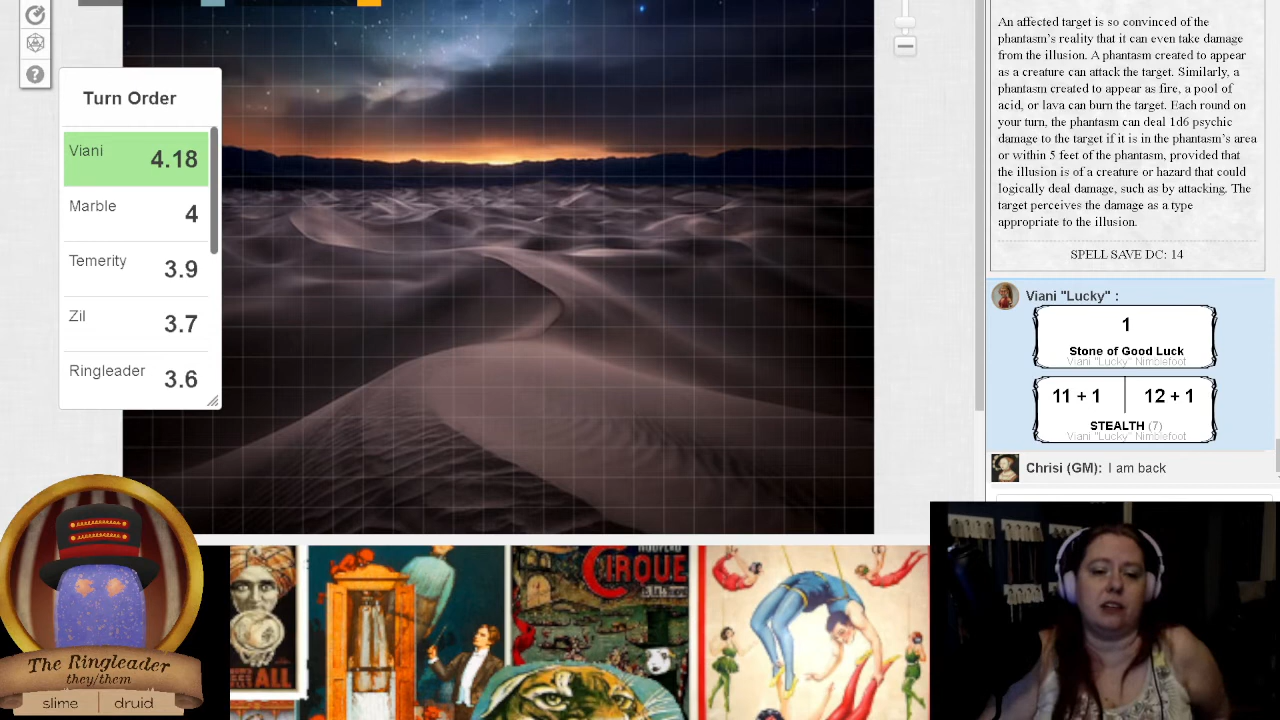 Turn Order
Viani
4.18
Marble
4
Temerity
3.9
Zil
3.7
Ringleader
3.6
An affected target is so convinced of the
phantasm's reality that it can even take damage
from the illusion. A phantasm created to appear
as a creature can attack the target. Similarly, a
phantasm created to appear as fire, a pool of
acid, or lava can burn the target. Each round on
your turn, the phantasm can deal 1d6 psychic
damage to the target if it is in the phantasm's area
or within 5 feet of the phantasm, provided that
the illusion is of a creature or hazard that could
logically deal damage, such as by attacking. The
target perceives the damage as a type
appropriate to the illusion.
SPELL SAVE DC: 14
Viani "Lucky" :
1
Stone of Good Luck
Viani "Lucky" Nimblefoot
11 + 1
12 + 1
STEALTH (7)
Viani "Lucky" Nimblefoot
Chrisi (GM): I am back
The Ringleader
they/them
slime
druid
ALL
NOUVEAU
CIRQUE